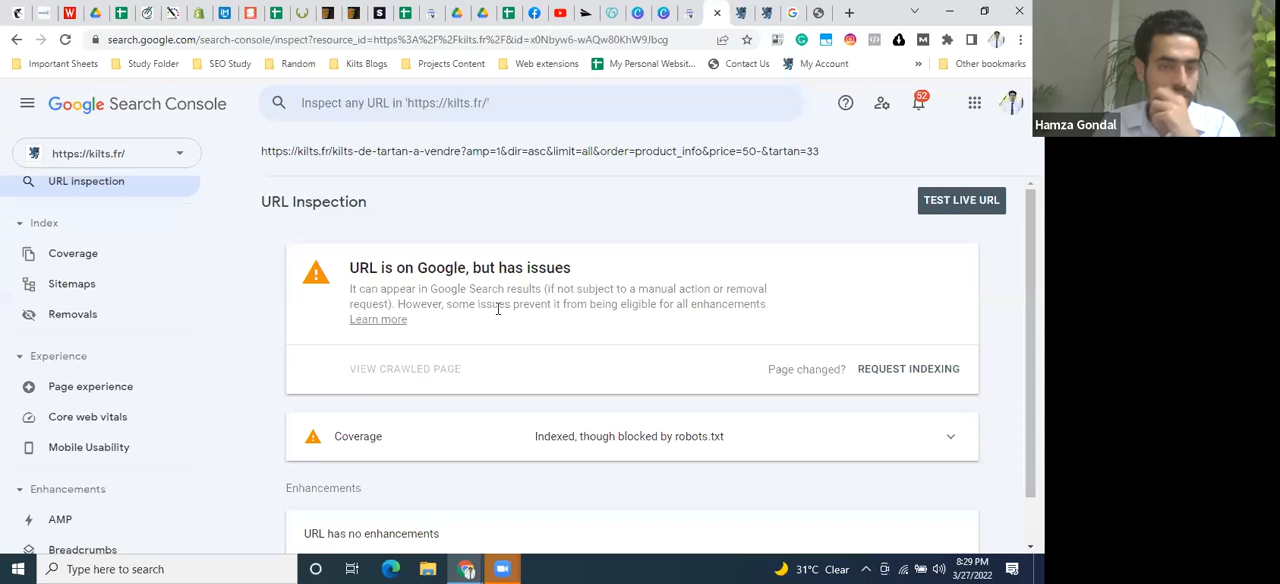 search.google.com/search-console/inspect?resource_id=https%3A%2F%2Fkilts.fr%2F&id=x0Nbyw6-wAQw80KhW9Jbcg
Important Sheets
Study Folder
SEO Study
Random
Kilts Blogs
Projects Content
Web extensions
My Personal Websit...
Contact Us
My Account
»
Other bookmarks
Google Search Console
Inspect any URL in 'https://kilts.fr/'
52
Hamza Gondal
https://kilts.fr/
https://kilts.fr/kilts-de-tartan-a-vendre?amp=1&dir=asc&limit=all&order=product_info&price=50-&tartan=33
URL inspection
URL Inspection
TEST LIVE URL
Index
Coverage
Sitemaps
Removals
Experience
Page experience
Core web vitals
Mobile Usability
Enhancements
AMP
Breadcrumbs
URL is on Google, but has issues
It can appear in Google Search results (if not subject to a manual action or removal
request). However, some issues prevent it from being eligible for all enhancements.
Learn more
VIEW CRAWLED PAGE
Page changed?
REQUEST INDEXING
Coverage
Indexed, though blocked by robots.txt
Enhancements
URL has no enhancements
Type here to search
31°C Clear
8:29 PM
3/27/2022